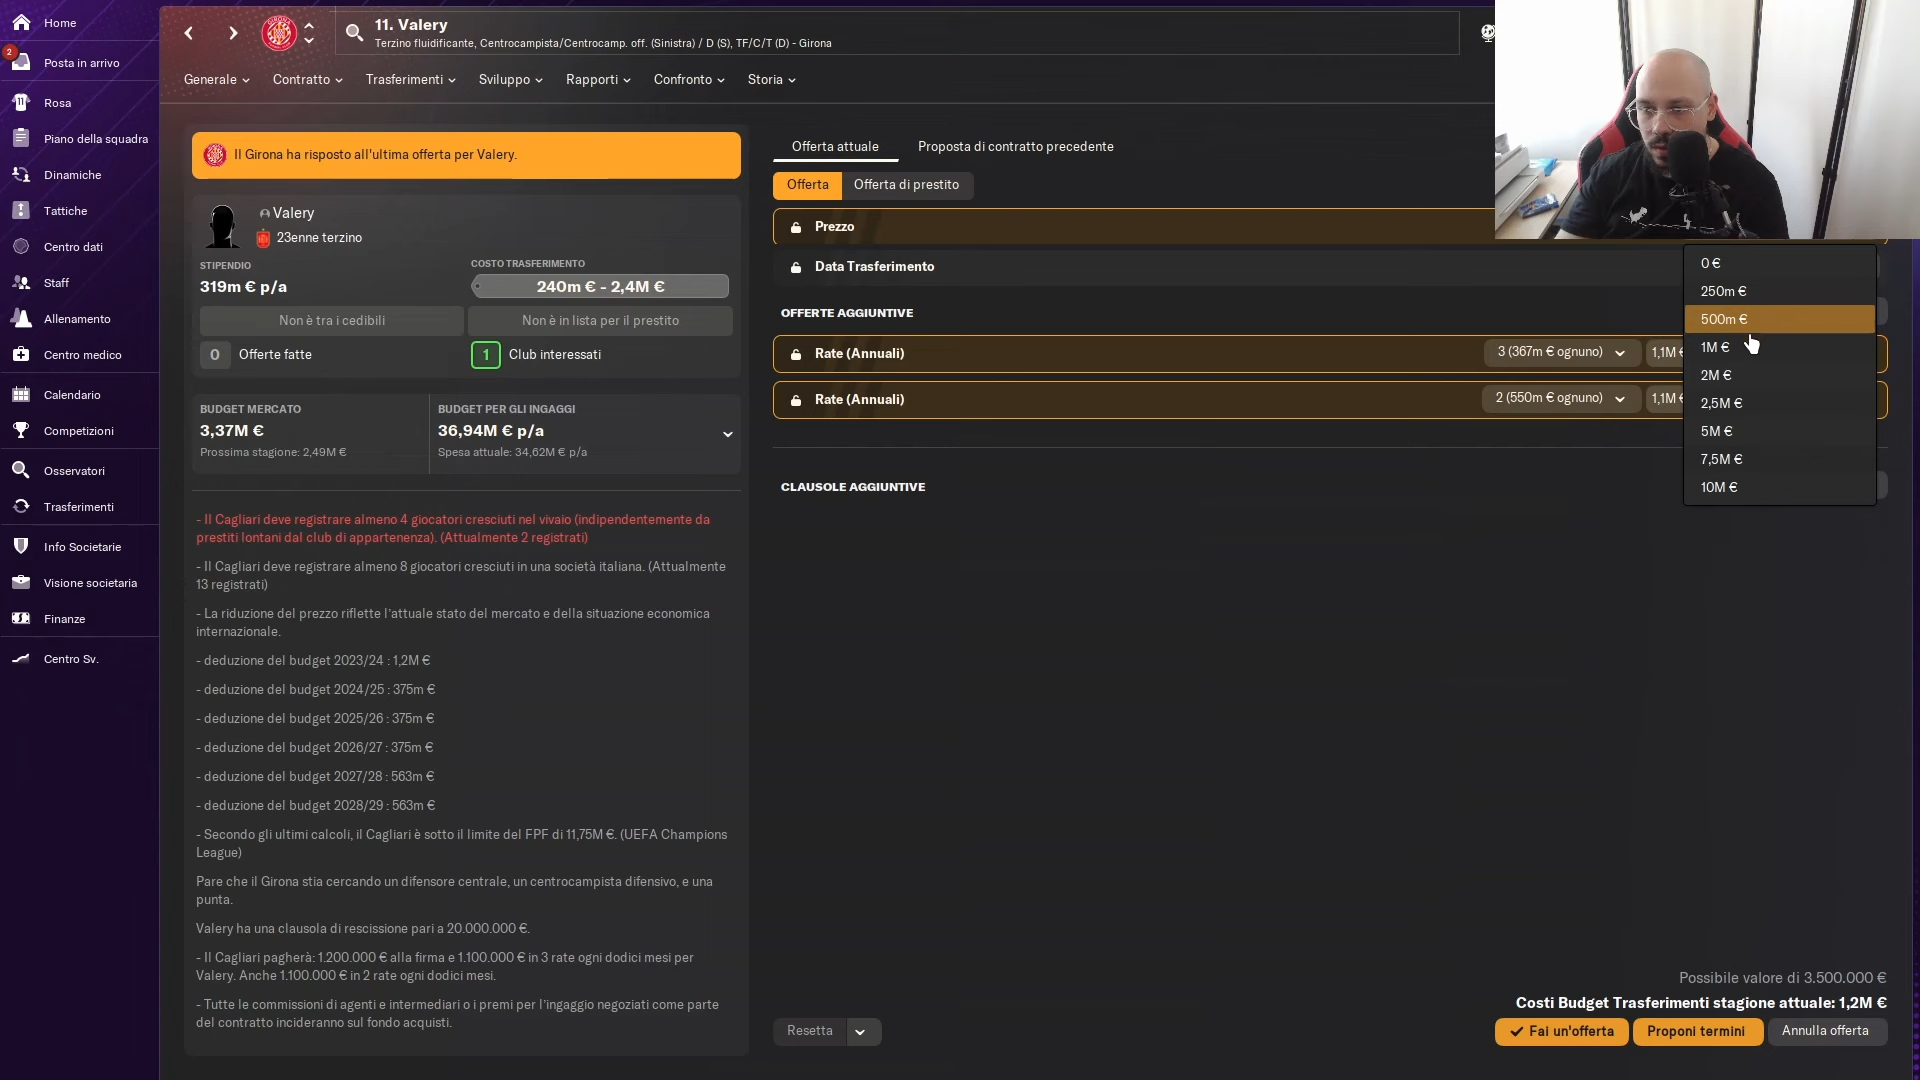 Home
2
Posta in arrivo
Rosa
Piano della squadra
Dinamiche
Tattiche
Centro dati
Staff
Allenamento
Centro medico
Calendario
Competizioni
Osservatori
Trasferimenti
Info Societarie
Visione societaria
Finanze
Centro Sv.
11. Valery
Terzino fluidificante, Centrocampista/Centrocamp. off. (Sinistra) / D (S), TF/C/T (D) - Girona
Generale
Contratto
Trasferimenti
Sviluppo
Rapporti
Confronto
Storia
Il Girona ha risposto all'ultima offerta per Valery.
Valery
23enne terzino
STIPENDIO
319m € p/a
COSTO TRASFERIMENTO
240m € - 2,4M €
Non è tra i cedibili
Non è in lista per il prestito
0 Offerte fatte
1 Club interessati
BUDGET MERCATO
3,37M €
Prossima stagione: 2,49M €
BUDGET PER GLI INGAGGI
36,94M € p/a
Spesa attuale: 34,62M € p/a
- Il Cagliari deve registrare almeno 4 giocatori cresciuti nel vivaio (indipendentemente da
prestiti lontani dal club di appartenenza). (Attualmente 2 registrati)
- Il Cagliari deve registrare almeno 8 giocatori cresciuti in una società italiana. (Attualmente
13 registrati)
- La riduzione del prezzo riflette l'attuale stato del mercato e della situazione economica
internazionale.
- deduzione del budget 2023/24 : 1,2M €
- deduzione del budget 2024/25 : 375m €
- deduzione del budget 2025/26 : 375m €
- deduzione del budget 2026/27 : 375m €
- deduzione del budget 2027/28 : 563m €
- deduzione del budget 2028/29 : 563m €
- Secondo gli ultimi calcoli, il Cagliari è sotto il limite del FPF di 11,75M €. (UEFA Champions
League)
Pare che il Girona stia cercando un difensore centrale, un centrocampista difensivo, e una
punta.
Valery ha una clausola di rescissione pari a 20.000.000 €.
- Il Cagliari pagherà: 1.200.000 € alla firma e 1.100.000 € in 3 rate ogni dodici mesi per
Valery. Anche 1.100.000 € in 2 rate ogni dodici mesi.
- Tutte le commissioni di agenti e intermediari o i premi per l'ingaggio negoziati come parte
del contratto incideranno sul fondo acquisti.
Offerta attuale
Proposta di contratto precedente
Offerta
Offerta di prestito
Prezzo
Data Trasferimento
OFFERTE AGGIUNTIVE
Rate (Annuali)
3 (367m € ognuno)
1,1M €
Rate (Annuali)
2 (550m € ognuno)
1,1M €
CLAUSOLE AGGIUNTIVE
0 €
250m €
500m €
1M €
2M €
2,5M €
5M €
7,5M €
10M €
Possibile valore di 3.500.000 €
Costi Budget Trasferimenti stagione attuale: 1,2M €
Resetta
Fai un'offerta
Proponi termini
Annulla offerta